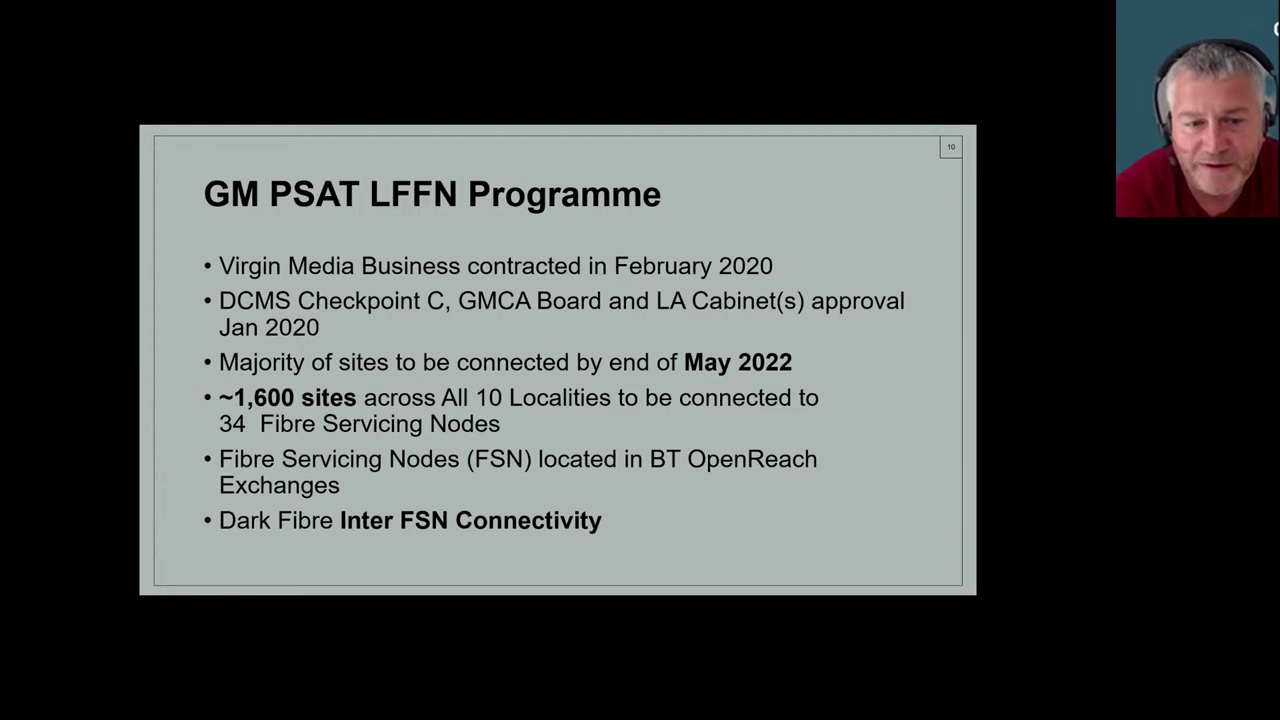 10
GM PSAT LFFN Programme
• Virgin Media Business contracted in February 2020
• DCMS Checkpoint C, GMCA Board and LA Cabinet(s) approval
Jan 2020
• Majority of sites to be connected by end of May 2022
• ~1,600 sites across All 10 Localities to be connected to
34  Fibre Servicing Nodes
• Fibre Servicing Nodes (FSN) located in BT OpenReach
Exchanges
• Dark Fibre Inter FSN Connectivity